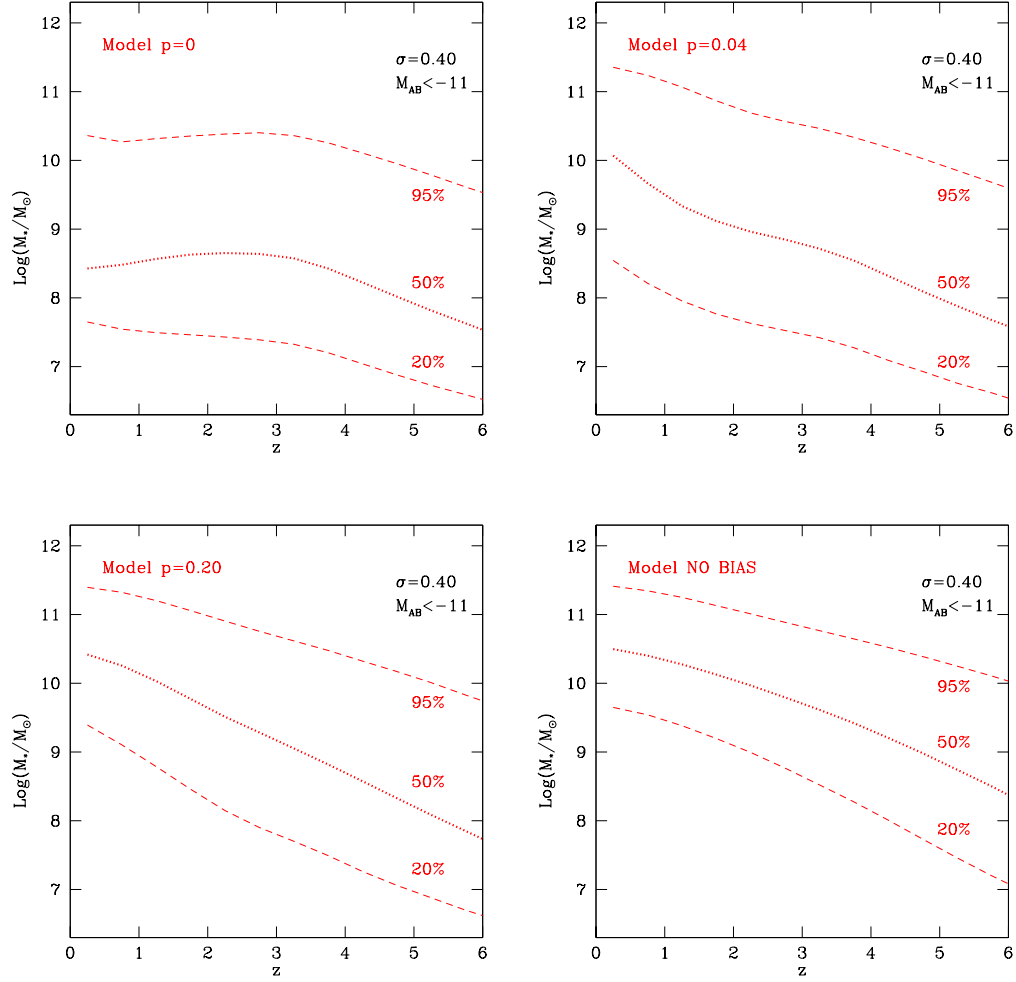 Model p=0
σ=0.40
M_AB<−11
95%
50%
20%
12
11
10
9
8
7
Log(M*/M⊙)
0 1 2 3 4 5 6
z
Model p=0.04
σ=0.40
M_AB<−11
95%
50%
20%
12
11
10
9
8
7
Log(M*/M⊙)
0 1 2 3 4 5 6
z
Model p=0.20
σ=0.40
M_AB<−11
95%
50%
20%
12
11
10
9
8
7
Log(M*/M⊙)
0 1 2 3 4 5 6
z
Model NO BIAS
σ=0.40
M_AB<−11
95%
50%
20%
12
11
10
9
8
7
Log(M*/M⊙)
0 1 2 3 4 5 6
z